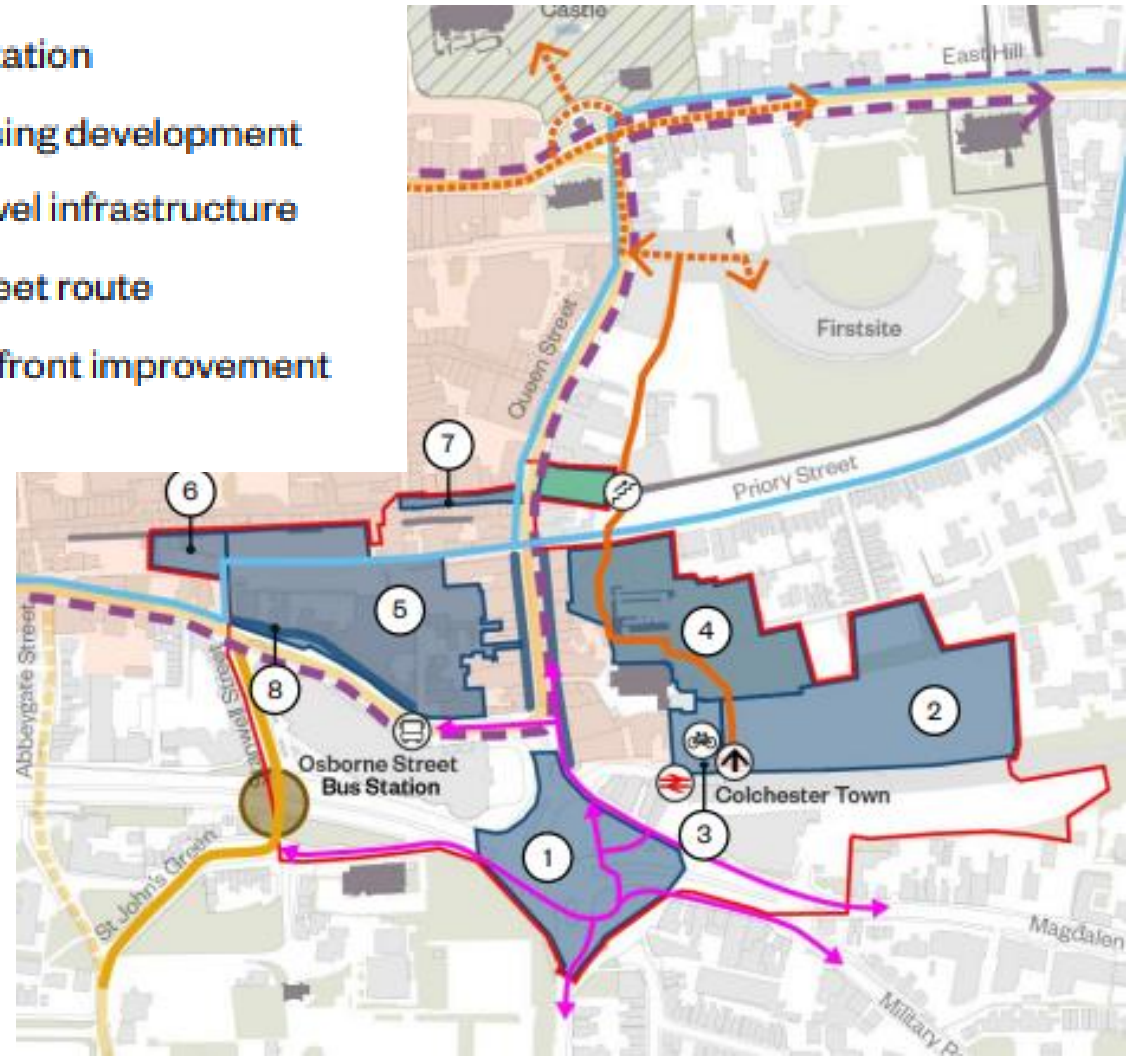 tation
sing development
vel infrastructure
eet route
front improvement
Castle
East Hill
Firstsite
Queen Street
7
Priory Street
6
5
4
8
2
Abbeygate Street
Osborne Street
Bus Station
Colchester Town
3
1
St John's Green
Magdalen
Military